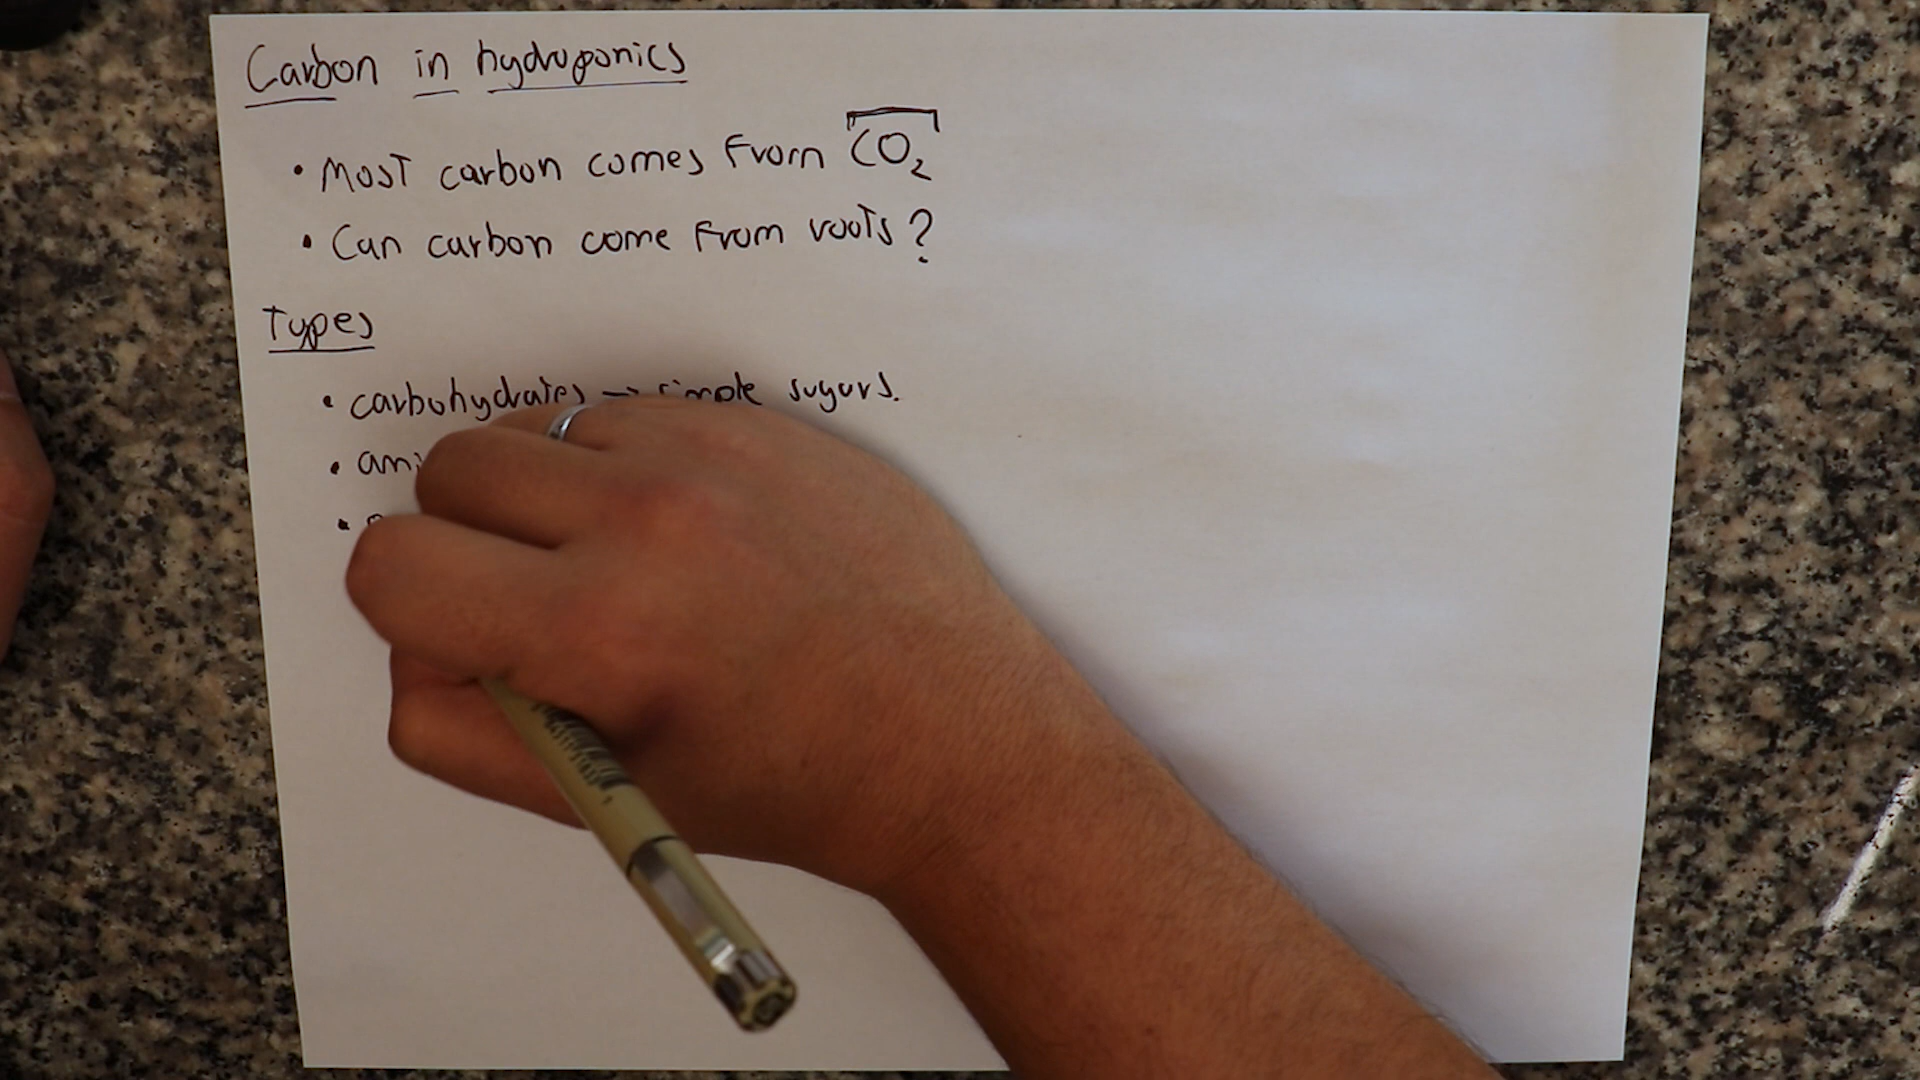 Carbon in hydroponics
• Most carbon comes from CO₂
• Can carbon come from roots?
Types
• carbohydrates → simple sugars.
•
•